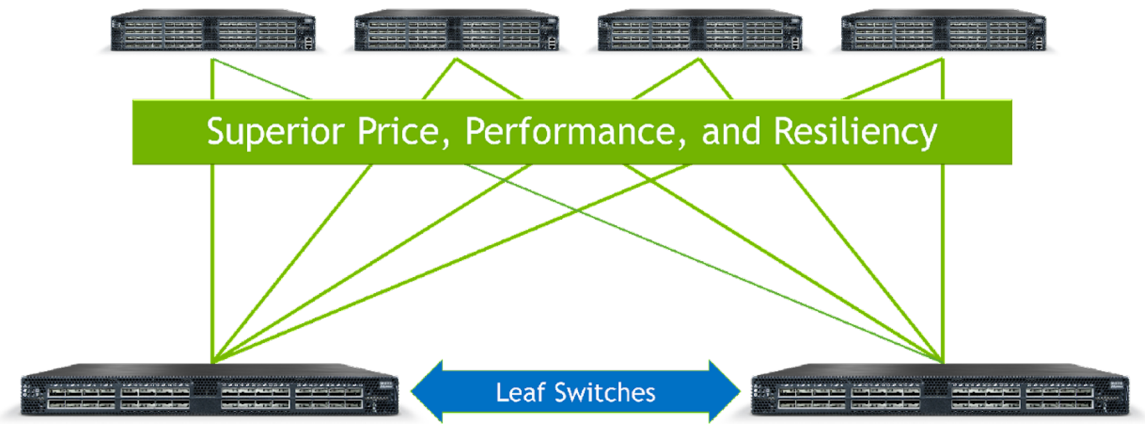 Superior Price, Performance, and Resiliency
Leaf Switches